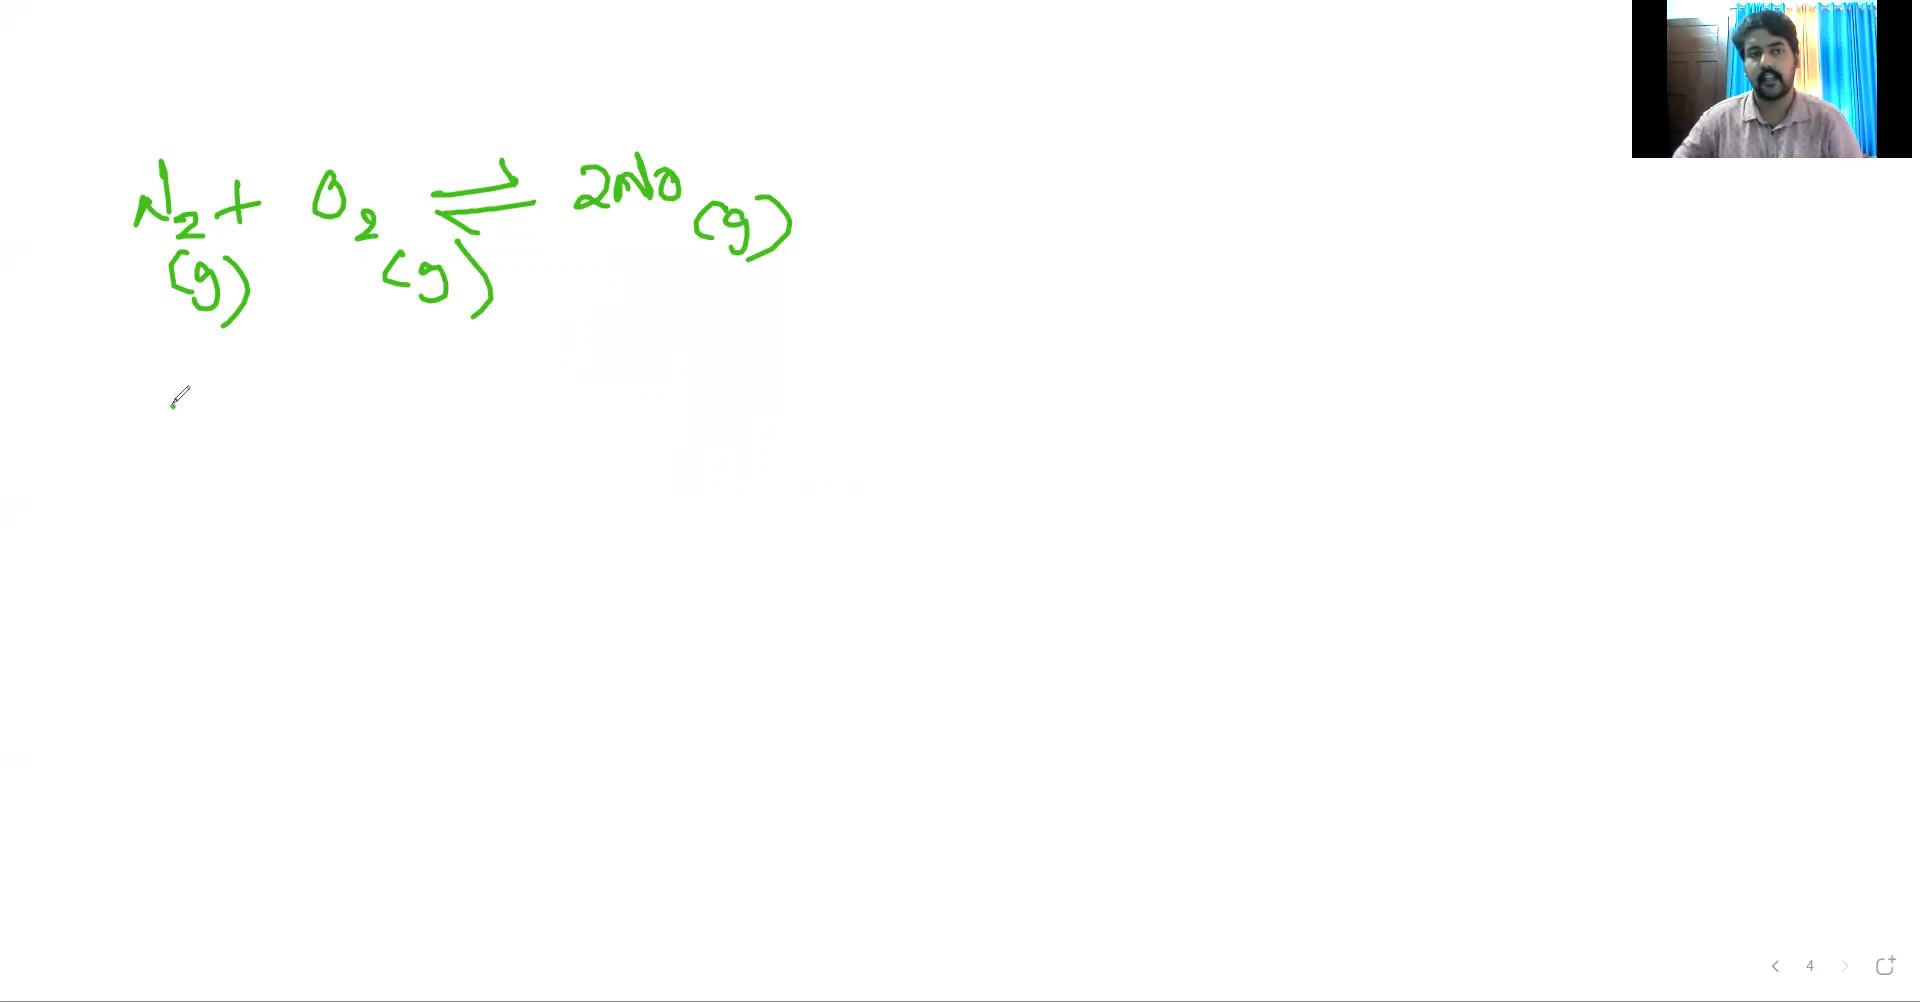 N₂ + O₂ ⇌ 2NO (g)
(g) (g)
4